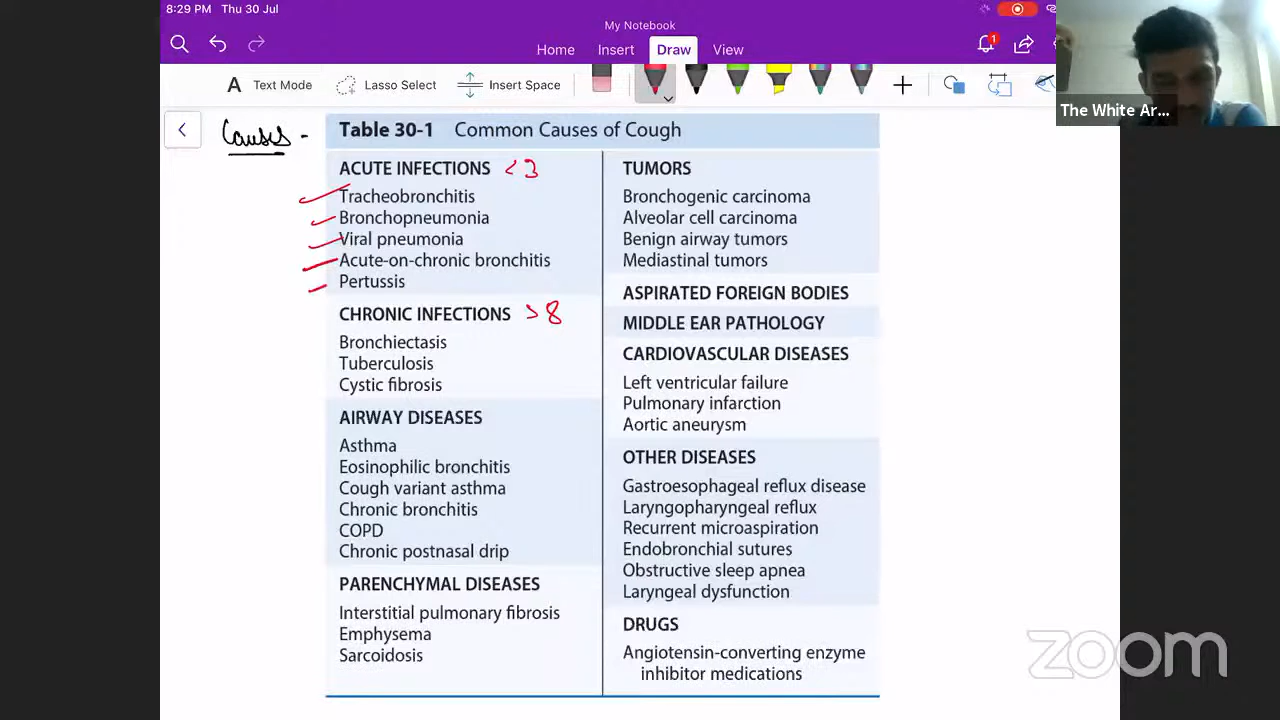 8:29 PM Thu 30 Jul
My Notebook
Home Insert Draw View
1
A Text Mode Lasso Select Insert Space
The White Ar...
Causes -
Table 30-1 Common Causes of Cough
ACUTE INFECTIONS < 3
Tracheobronchitis
Bronchopneumonia
Viral pneumonia
Acute-on-chronic bronchitis
Pertussis
CHRONIC INFECTIONS > 8
Bronchiectasis
Tuberculosis
Cystic fibrosis
AIRWAY DISEASES
Asthma
Eosinophilic bronchitis
Cough variant asthma
Chronic bronchitis
COPD
Chronic postnasal drip
PARENCHYMAL DISEASES
Interstitial pulmonary fibrosis
Emphysema
Sarcoidosis
TUMORS
Bronchogenic carcinoma
Alveolar cell carcinoma
Benign airway tumors
Mediastinal tumors
ASPIRATED FOREIGN BODIES
MIDDLE EAR PATHOLOGY
CARDIOVASCULAR DISEASES
Left ventricular failure
Pulmonary infarction
Aortic aneurysm
OTHER DISEASES
Gastroesophageal reflux disease
Laryngopharyngeal reflux
Recurrent microaspiration
Endobronchial sutures
Obstructive sleep apnea
Laryngeal dysfunction
DRUGS
Angiotensin-converting enzyme
inhibitor medications
zoom